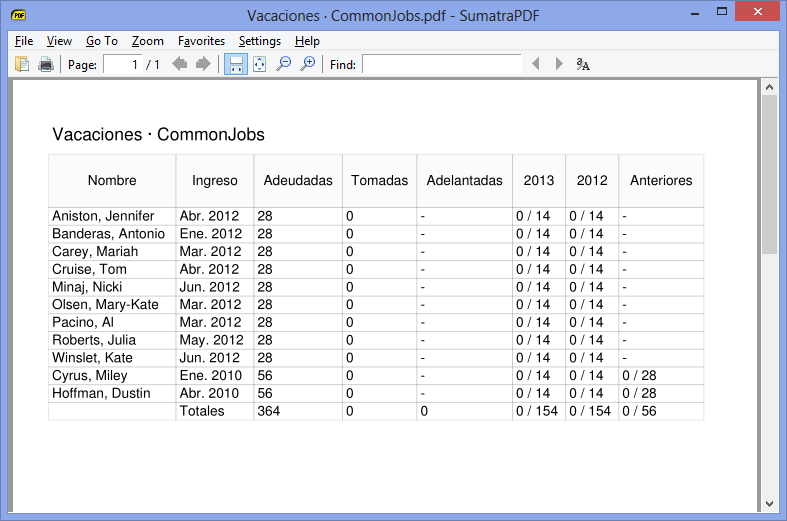 PDF
Vacaciones · CommonJobs.pdf - SumatraPDF
File View Go To Zoom Favorites Settings Help
Page: 1 / 1 Find: aA
Vacaciones · CommonJobs
Nombre Ingreso Adeudadas Tomadas Adelantadas 2013 2012 Anteriores
Aniston, Jennifer Abr. 2012 28 0 - 0 / 14 0 / 14 -
Banderas, Antonio Ene. 2012 28 0 - 0 / 14 0 / 14 -
Carey, Mariah Mar. 2012 28 0 - 0 / 14 0 / 14 -
Cruise, Tom Abr. 2012 28 0 - 0 / 14 0 / 14 -
Minaj, Nicki Jun. 2012 28 0 - 0 / 14 0 / 14 -
Olsen, Mary-Kate Mar. 2012 28 0 - 0 / 14 0 / 14 -
Pacino, Al Mar. 2012 28 0 - 0 / 14 0 / 14 -
Roberts, Julia May. 2012 28 0 - 0 / 14 0 / 14 -
Winslet, Kate Jun. 2012 28 0 - 0 / 14 0 / 14 -
Cyrus, Miley Ene. 2010 56 0 - 0 / 14 0 / 14 0 / 28
Hoffman, Dustin Abr. 2010 56 0 - 0 / 14 0 / 14 0 / 28
Totales 364 0 0 0 / 154 0 / 154 0 / 56